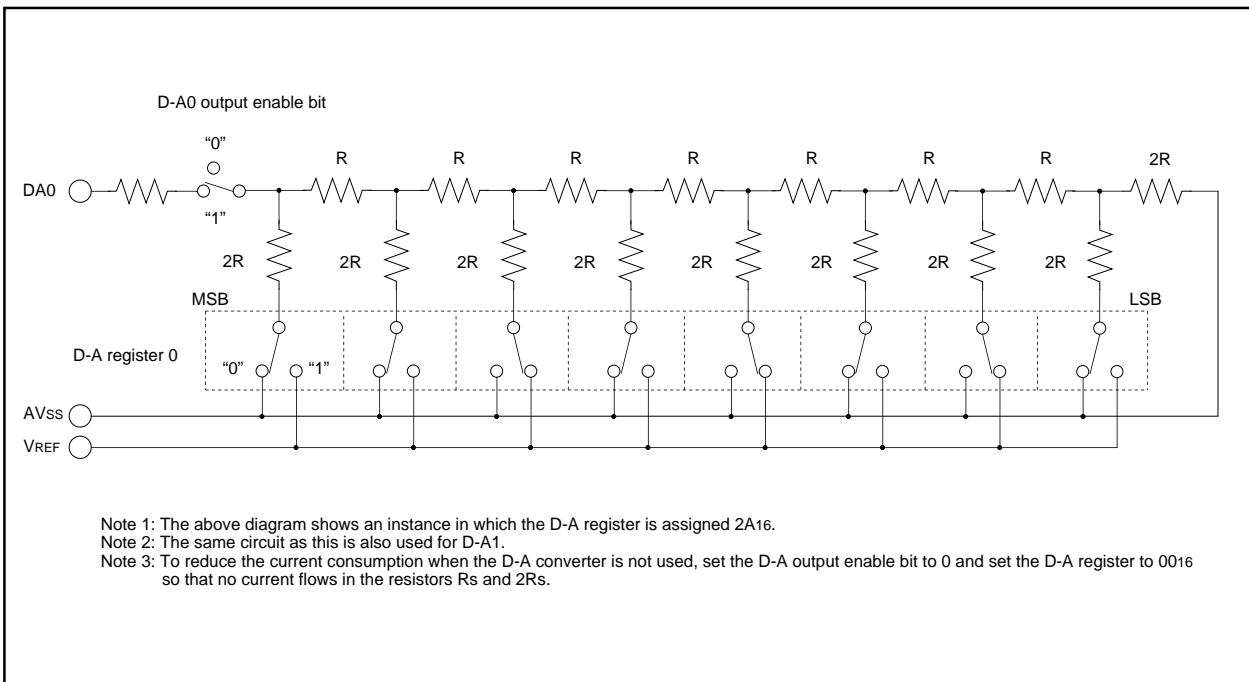 D-A0 output enable bit
“0”
R R R R R R R 2R
DA0
“1”
2R 2R 2R 2R 2R 2R 2R 2R
MSB LSB
D-A register 0
“0” “1”
AVSS
VREF
Note 1: The above diagram shows an instance in which the D-A register is assigned 2A16.
Note 2: The same circuit as this is also used for D-A1.
Note 3: To reduce the current consumption when the D-A converter is not used, set the D-A output enable bit to 0 and set the D-A register to 0016
so that no current flows in the resistors Rs and 2Rs.